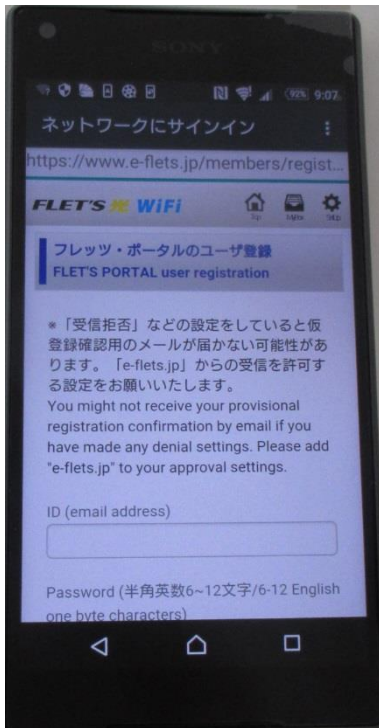 SONY
92% 9:07
ネットワークにサインイン
https://www.e-flets.jp/members/regist...
FLET'S 光 WiFi
Top
SetUp
フレッツ・ポータルのユーザ登録
FLET'S PORTAL user registration
※「受信拒否」などの設定をしていると仮
登録確認用のメールが届かない可能性があ
ります。「e-flets.jp」からの受信を許可す
る設定をお願いいたします。
You might not receive your provisional
registration confirmation by email if you
have made any denial settings. Please add
"e-flets.jp" to your approval settings.
ID (email address)
Password (半角英数6~12文字/6-12 English
one byte characters)